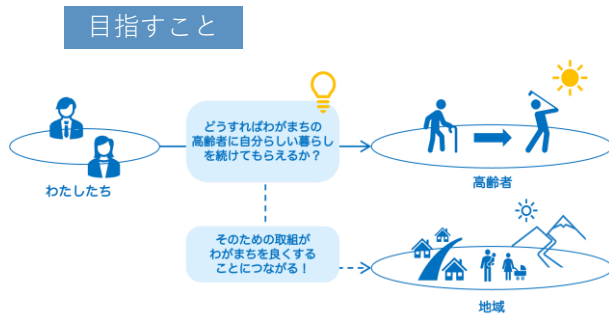 目指すこと
どうすればわがまちの
高齢者に自分らしい暮らし
を続けてもらえるか？
わたしたち
高齢者
そのための取組が
わがまちを良くする
ことにつながる！
地域